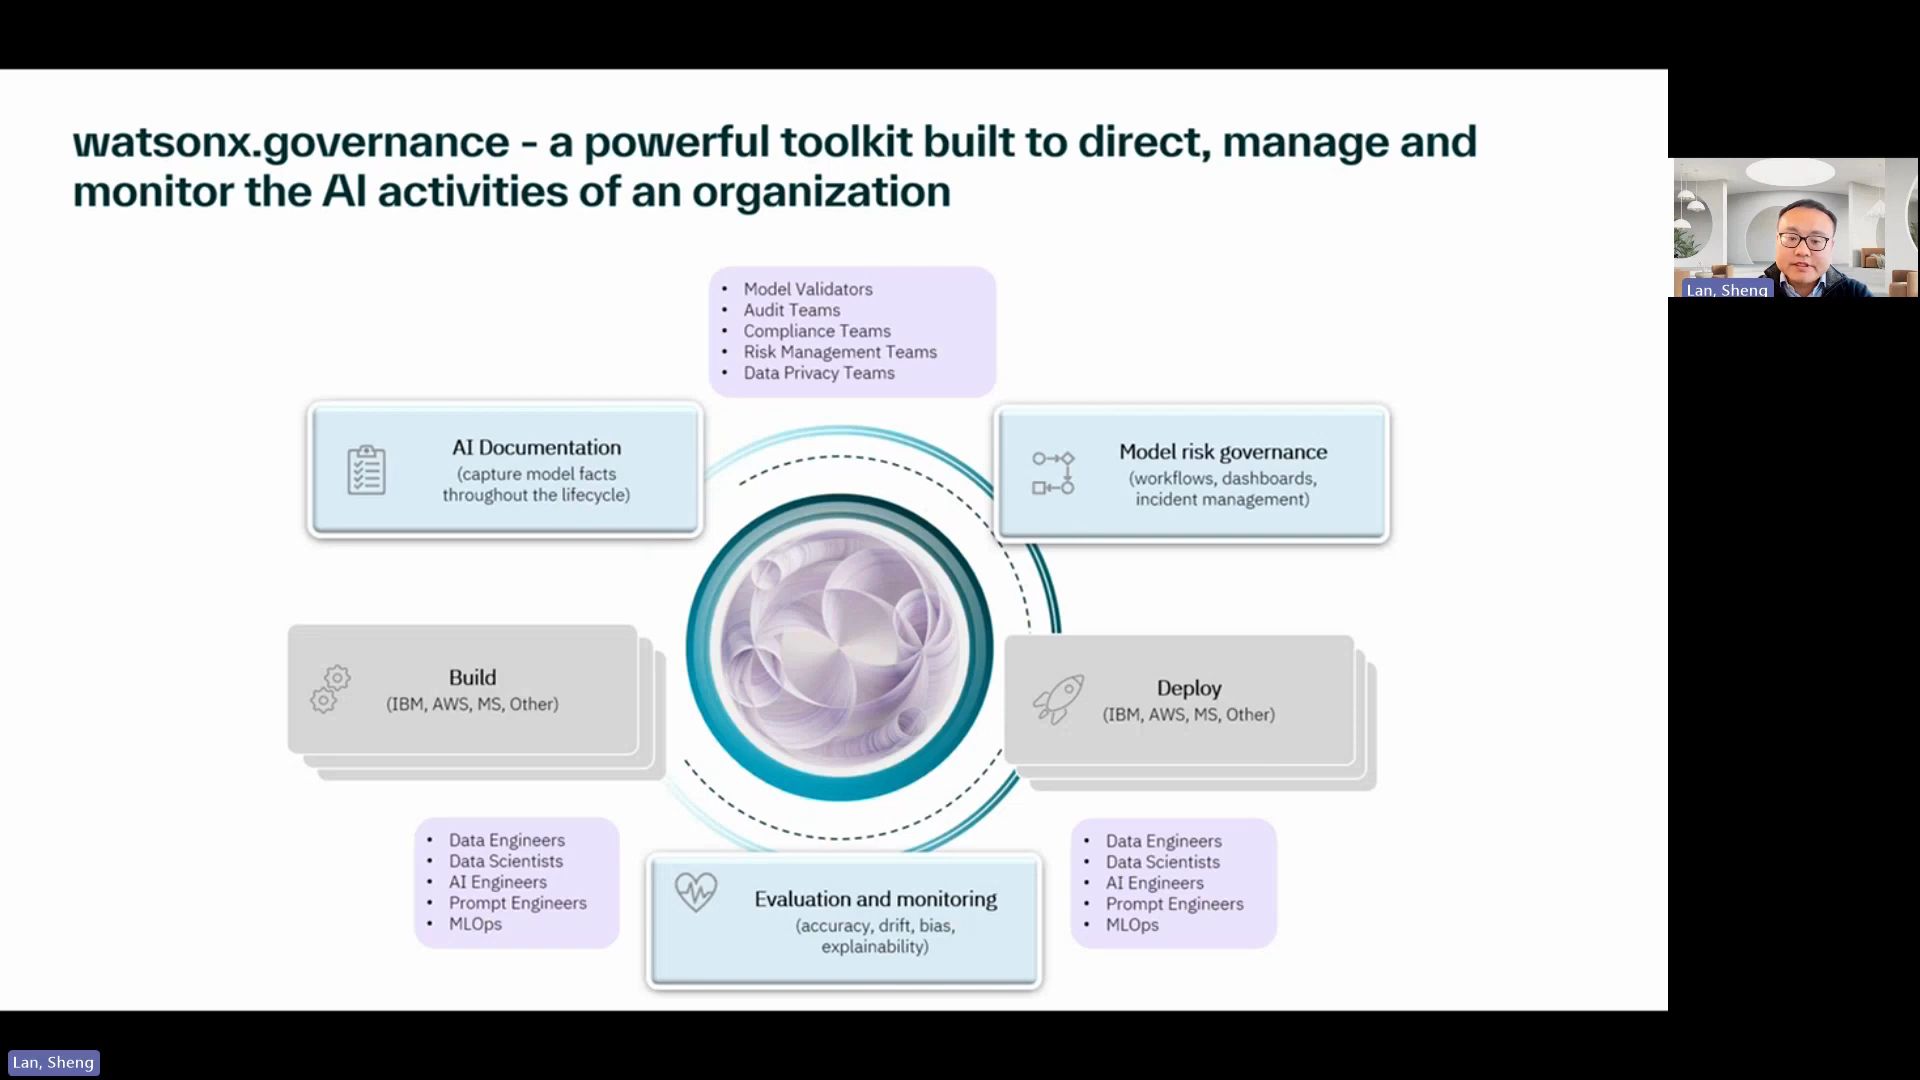 watsonx.governance - a powerful toolkit built to direct, manage and
monitor the AI activities of an organization
• Model Validators
• Audit Teams
• Compliance Teams
• Risk Management Teams
• Data Privacy Teams
AI Documentation
(capture model facts
throughout the lifecycle)
Model risk governance
(workflows, dashboards,
incident management)
Build
(IBM, AWS, MS, Other)
Deploy
(IBM, AWS, MS, Other)
• Data Engineers
• Data Scientists
• AI Engineers
• Prompt Engineers
• MLOps
Evaluation and monitoring
(accuracy, drift, bias,
explainability)
• Data Engineers
• Data Scientists
• AI Engineers
• Prompt Engineers
• MLOps
Lan, Sheng
Lan, Sheng